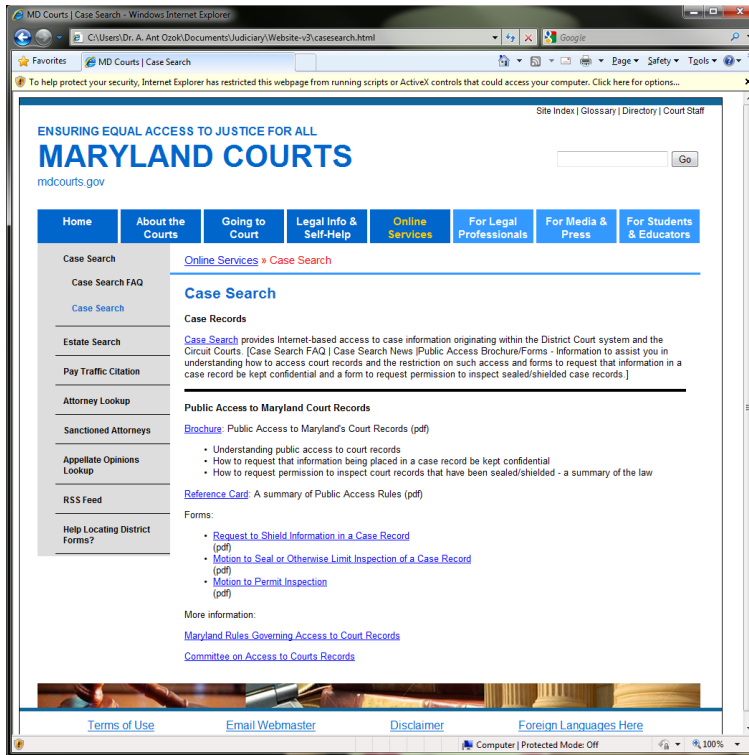 MD Courts | Case Search - Windows Internet Explorer
C:\Users\Dr. A. Ant Ozok\Documents\Judiciary\Website-v3\casesearch.html
Google
Favorites
MD Courts | Case Search
Page Safety Tools
To help protect your security, Internet Explorer has restricted this webpage from running scripts or ActiveX controls that could access your computer. Click here for options...
Site Index | Glossary | Directory | Court Staff
ENSURING EQUAL ACCESS TO JUSTICE FOR ALL
MARYLAND COURTS
Go
mdcourts.gov
Home
About the
Courts
Going to
Court
Legal Info &
Self-Help
Online
Services
For Legal
Professionals
For Media &
Press
For Students
& Educators
Case Search
Case Search FAQ
Case Search
Estate Search
Pay Traffic Citation
Attorney Lookup
Sanctioned Attorneys
Appellate Opinions
Lookup
RSS Feed
Help Locating District
Forms?
Online Services » Case Search
Case Search
Case Records
Case Search provides Internet-based access to case information originating within the District Court system and the
Circuit Courts. [Case Search FAQ | Case Search News |Public Access Brochure/Forms - Information to assist you in
understanding how to access court records and the restriction on such access and forms to request that information in a
case record be kept confidential and a form to request permission to inspect sealed/shielded case records.]
Public Access to Maryland Court Records
Brochure: Public Access to Maryland's Court Records (pdf)
• Understanding public access to court records
• How to request that information being placed in a case record be kept confidential
• How to request permission to inspect court records that have been sealed/shielded - a summary of the law
Reference Card: A summary of Public Access Rules (pdf)
Forms:
• Request to Shield Information in a Case Record
(pdf)
• Motion to Seal or Otherwise Limit Inspection of a Case Record
(pdf)
• Motion to Permit Inspection
(pdf)
More information:
Maryland Rules Governing Access to Court Records
Committee on Access to Courts Records
Terms of Use
Email Webmaster
Disclaimer
Foreign Languages Here
Computer | Protected Mode: Off
100%